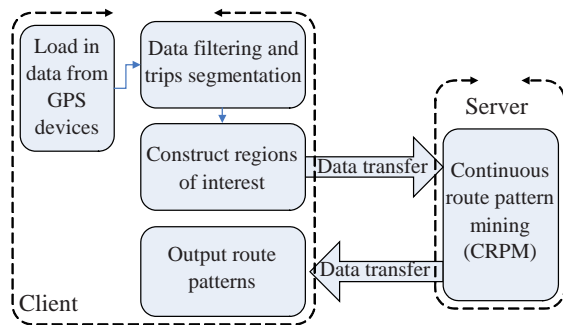 Load in
data from
GPS
devices
Data filtering and
trips segmentation
Construct regions
of interest
Data transfer
Server
Continuous
route pattern
mining
(CRPM)
Data transfer
Output route
patterns
Client